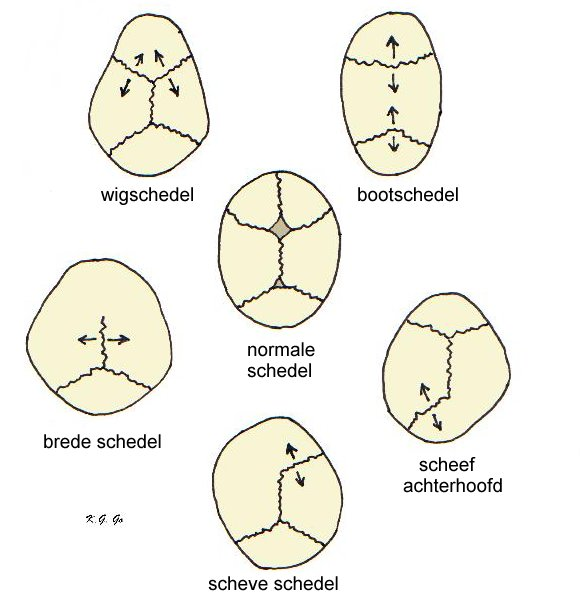 wigschedel
bootschedel
normale
schedel
brede schedel
scheef
achterhoofd
K. G. Go
scheve schedel